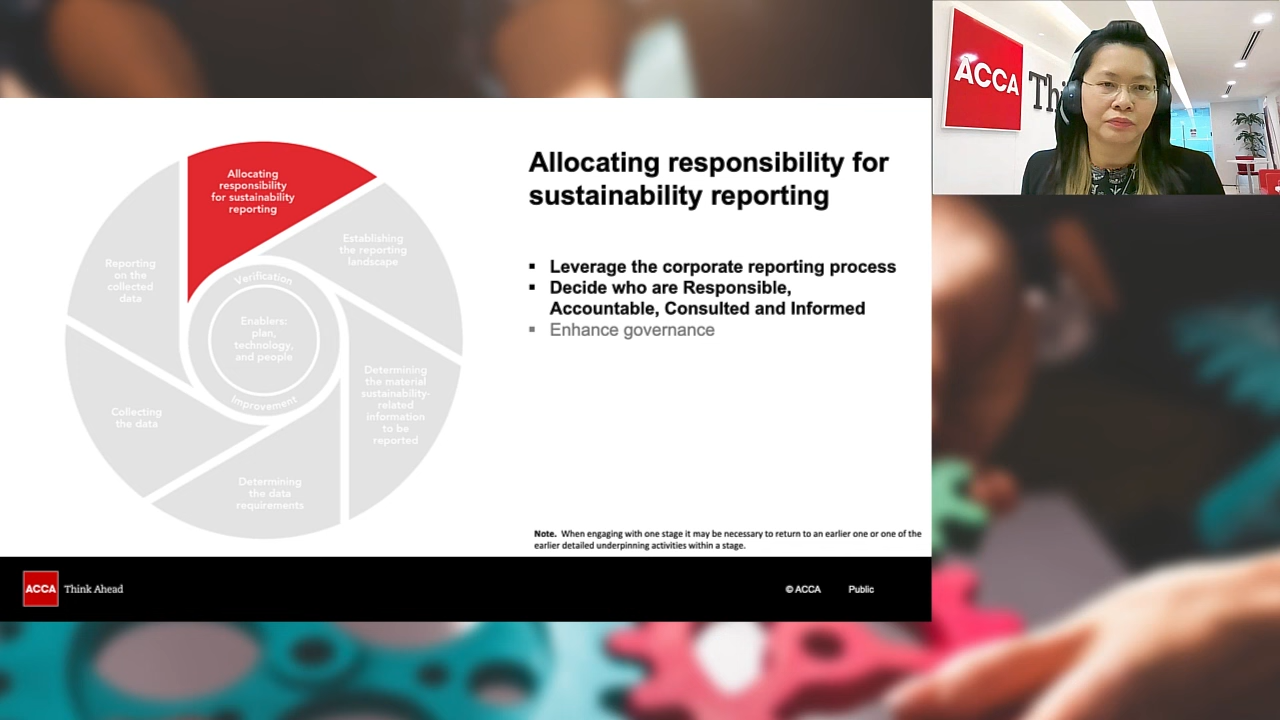 Allocating responsibility for
sustainability reporting
▪ Leverage the corporate reporting process
▪ Decide who are Responsible,
Accountable, Consulted and Informed
▪ Enhance governance
Allocating
responsibility
for sustainability
reporting
Establishing
the reporting
landscape
Determining
the material
sustainability-
related
information
to be
reported
Determining
the data
requirements
Collecting
the data
Reporting
on the
collected
data
Verification
Enablers:
plan,
technology,
and people
Improvement
Note. When engaging with one stage it may be necessary to return to an earlier one or one of the
earlier detailed underpinning activities within a stage.
ACCA
Think Ahead
© ACCA
Public
ACCA
Thi